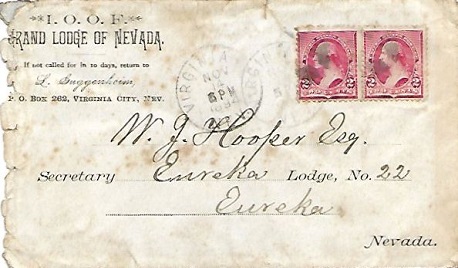 I. O. O. F.
GRAND LODGE OF NEVADA.
If not called for in 10 days, return to
L. Guggenheim,
P. O. BOX 262, VIRGINIA CITY, NEV.
VIRGINIA
NOV
5 PM
W. J. Hooper Esq.
Secretary Eureka Lodge, No. 22
Eureka
Nevada.